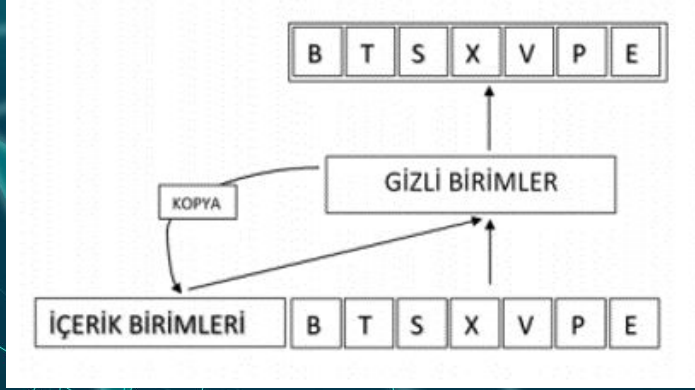 B T S X V P E
GİZLİ BİRİMLER
KOPYA
İÇERİK BİRİMLERİ B T S X V P E